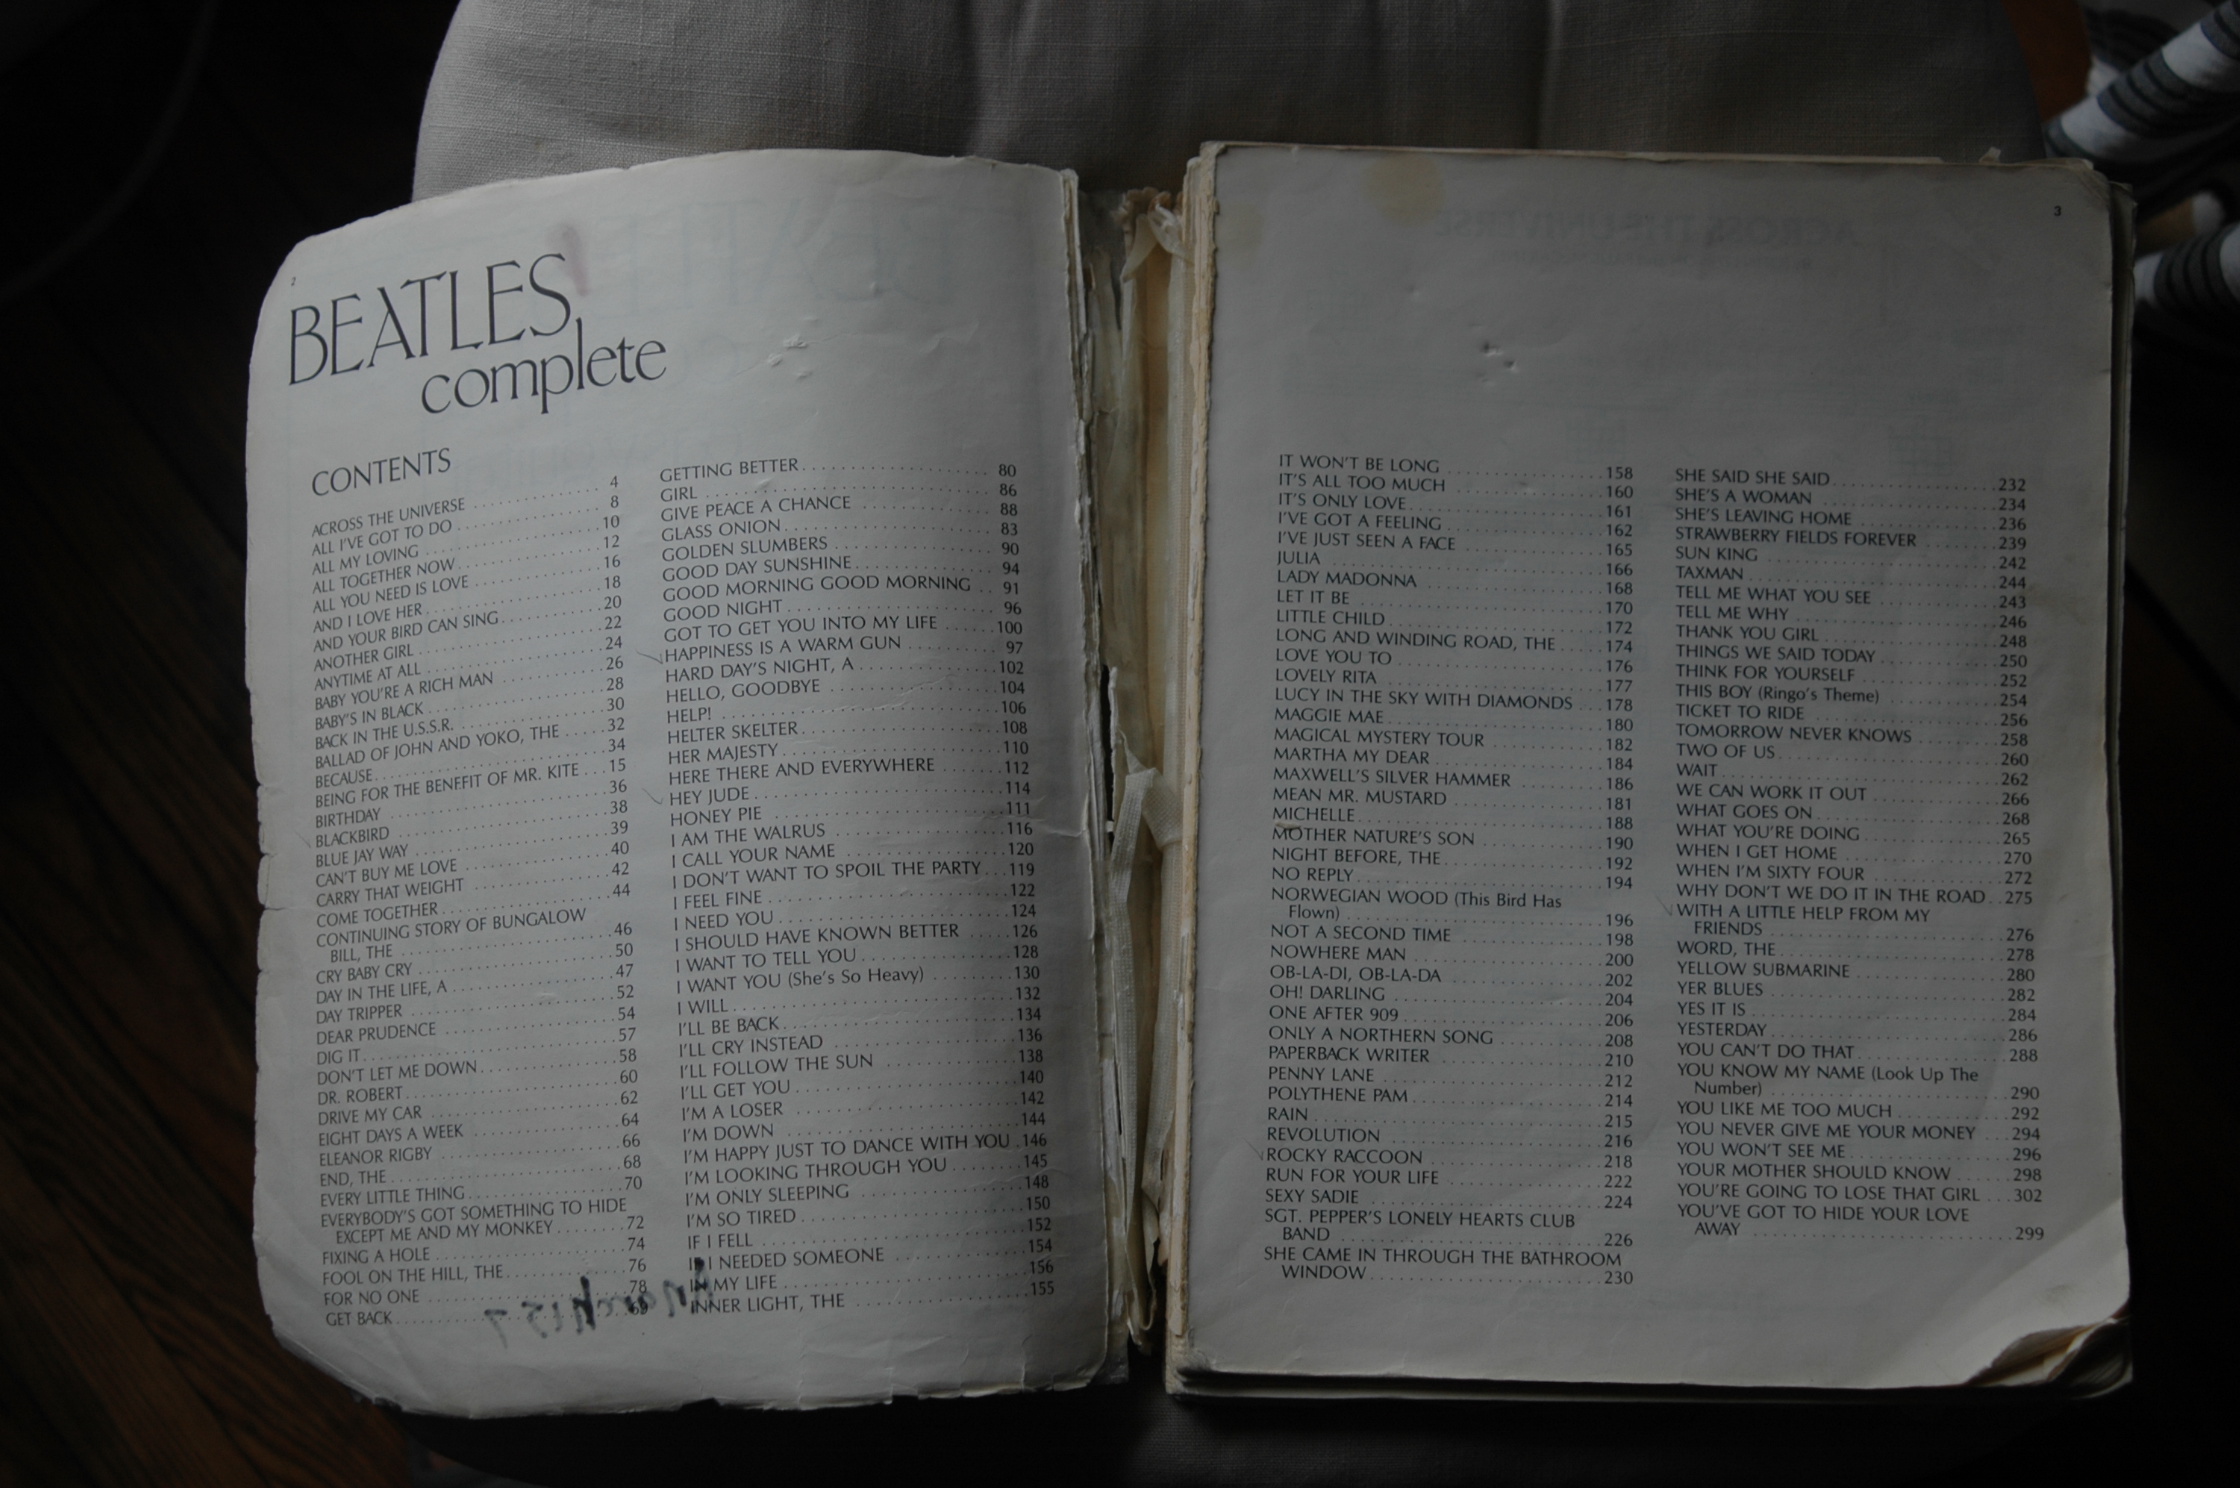 2
BEATLES
complete
CONTENTS
ACROSS THE UNIVERSE 4
ALL I'VE GOT TO DO 8
ALL MY LOVING 10
ALL TOGETHER NOW 12
ALL YOU NEED IS LOVE 16
AND I LOVE HER 18
AND YOUR BIRD CAN SING 20
ANOTHER GIRL 22
ANYTIME AT ALL 24
BABY YOU'RE A RICH MAN 26
BABY'S IN BLACK 28
BACK IN THE U.S.S.R. 30
BALLAD OF JOHN AND YOKO, THE 32
BECAUSE 34
BEING FOR THE BENEFIT OF MR. KITE 15
BIRTHDAY 36
BLACKBIRD 38
BLUE JAY WAY 39
CAN'T BUY ME LOVE 40
CARRY THAT WEIGHT 42
COME TOGETHER 44
CONTINUING STORY OF BUNGALOW
BILL, THE 46
CRY BABY CRY 50
DAY IN THE LIFE, A 47
DAY TRIPPER 52
DEAR PRUDENCE 54
DIG IT 57
DON'T LET ME DOWN 58
DR. ROBERT 60
DRIVE MY CAR 62
EIGHT DAYS A WEEK 64
ELEANOR RIGBY 66
END, THE 68
EVERY LITTLE THING 70
EVERYBODY'S GOT SOMETHING TO HIDE
EXCEPT ME AND MY MONKEY 72
FIXING A HOLE 74
FOOL ON THE HILL, THE 76
FOR NO ONE 78
GET BACK
GETTING BETTER 80
GIRL 86
GIVE PEACE A CHANCE 88
GLASS ONION 83
GOLDEN SLUMBERS 90
GOOD DAY SUNSHINE 94
GOOD MORNING GOOD MORNING 91
GOOD NIGHT 96
GOT TO GET YOU INTO MY LIFE 100
HAPPINESS IS A WARM GUN 97
HARD DAY'S NIGHT, A 102
HELLO, GOODBYE 104
HELP! 106
HELTER SKELTER 108
HER MAJESTY 110
HERE THERE AND EVERYWHERE 112
HEY JUDE 114
HONEY PIE 111
I AM THE WALRUS 116
I CALL YOUR NAME 120
I DON'T WANT TO SPOIL THE PARTY 119
I FEEL FINE 122
I NEED YOU 124
I SHOULD HAVE KNOWN BETTER 126
I WANT TO TELL YOU 128
I WANT YOU (She's So Heavy) 130
I WILL 132
I'LL BE BACK 134
I'LL CRY INSTEAD 136
I'LL FOLLOW THE SUN 138
I'LL GET YOU 140
I'M A LOSER 142
I'M DOWN 144
I'M HAPPY JUST TO DANCE WITH YOU 146
I'M LOOKING THROUGH YOU 145
I'M ONLY SLEEPING 148
I'M SO TIRED 150
IF I FELL 152
IF I NEEDED SOMEONE 154
IN MY LIFE 156
INNER LIGHT, THE 155
3
IT WON'T BE LONG 158
IT'S ALL TOO MUCH 160
IT'S ONLY LOVE 161
I'VE GOT A FEELING 162
I'VE JUST SEEN A FACE 165
JULIA 166
LADY MADONNA 168
LET IT BE 170
LITTLE CHILD 172
LONG AND WINDING ROAD, THE 174
LOVE YOU TO 176
LOVELY RITA 177
LUCY IN THE SKY WITH DIAMONDS 178
MAGGIE MAE 180
MAGICAL MYSTERY TOUR 182
MARTHA MY DEAR 184
MAXWELL'S SILVER HAMMER 186
MEAN MR. MUSTARD 181
MICHELLE 188
MOTHER NATURE'S SON 190
NIGHT BEFORE, THE 192
NO REPLY 194
NORWEGIAN WOOD (This Bird Has
Flown) 196
NOT A SECOND TIME 198
NOWHERE MAN 200
OB-LA-DI, OB-LA-DA 202
OH! DARLING 204
ONE AFTER 909 206
ONLY A NORTHERN SONG 208
PAPERBACK WRITER 210
PENNY LANE 212
POLYTHENE PAM 214
RAIN 215
REVOLUTION 216
ROCKY RACCOON 218
RUN FOR YOUR LIFE 222
SEXY SADIE 224
SGT. PEPPER'S LONELY HEARTS CLUB
BAND 226
SHE CAME IN THROUGH THE BATHROOM
WINDOW 230
SHE SAID SHE SAID 232
SHE'S A WOMAN 234
SHE'S LEAVING HOME 236
STRAWBERRY FIELDS FOREVER 239
SUN KING 242
TAXMAN 244
TELL ME WHAT YOU SEE 243
TELL ME WHY 246
THANK YOU GIRL 248
THINGS WE SAID TODAY 250
THINK FOR YOURSELF 252
THIS BOY (Ringo's Theme) 254
TICKET TO RIDE 256
TOMORROW NEVER KNOWS 258
TWO OF US 260
WAIT 262
WE CAN WORK IT OUT 266
WHAT GOES ON 268
WHAT YOU'RE DOING 265
WHEN I GET HOME 270
WHEN I'M SIXTY FOUR 272
WHY DON'T WE DO IT IN THE ROAD 275
WITH A LITTLE HELP FROM MY
FRIENDS 276
WORD, THE 278
YELLOW SUBMARINE 280
YER BLUES 282
YES IT IS 284
YESTERDAY 286
YOU CAN'T DO THAT 288
YOU KNOW MY NAME (Look Up The
Number) 290
YOU LIKE ME TOO MUCH 292
YOU NEVER GIVE ME YOUR MONEY 294
YOU WON'T SEE ME 296
YOUR MOTHER SHOULD KNOW 298
YOU'RE GOING TO LOSE THAT GIRL 302
YOU'VE GOT TO HIDE YOUR LOVE
AWAY 299